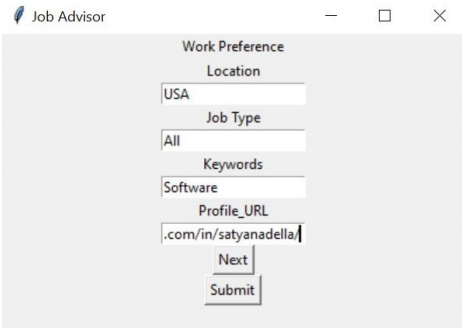 Job Advisor
Work Preference
Location
USA
Job Type
All
Keywords
Software
Profile_URL
.com/in/satyanadella/
Next
Submit